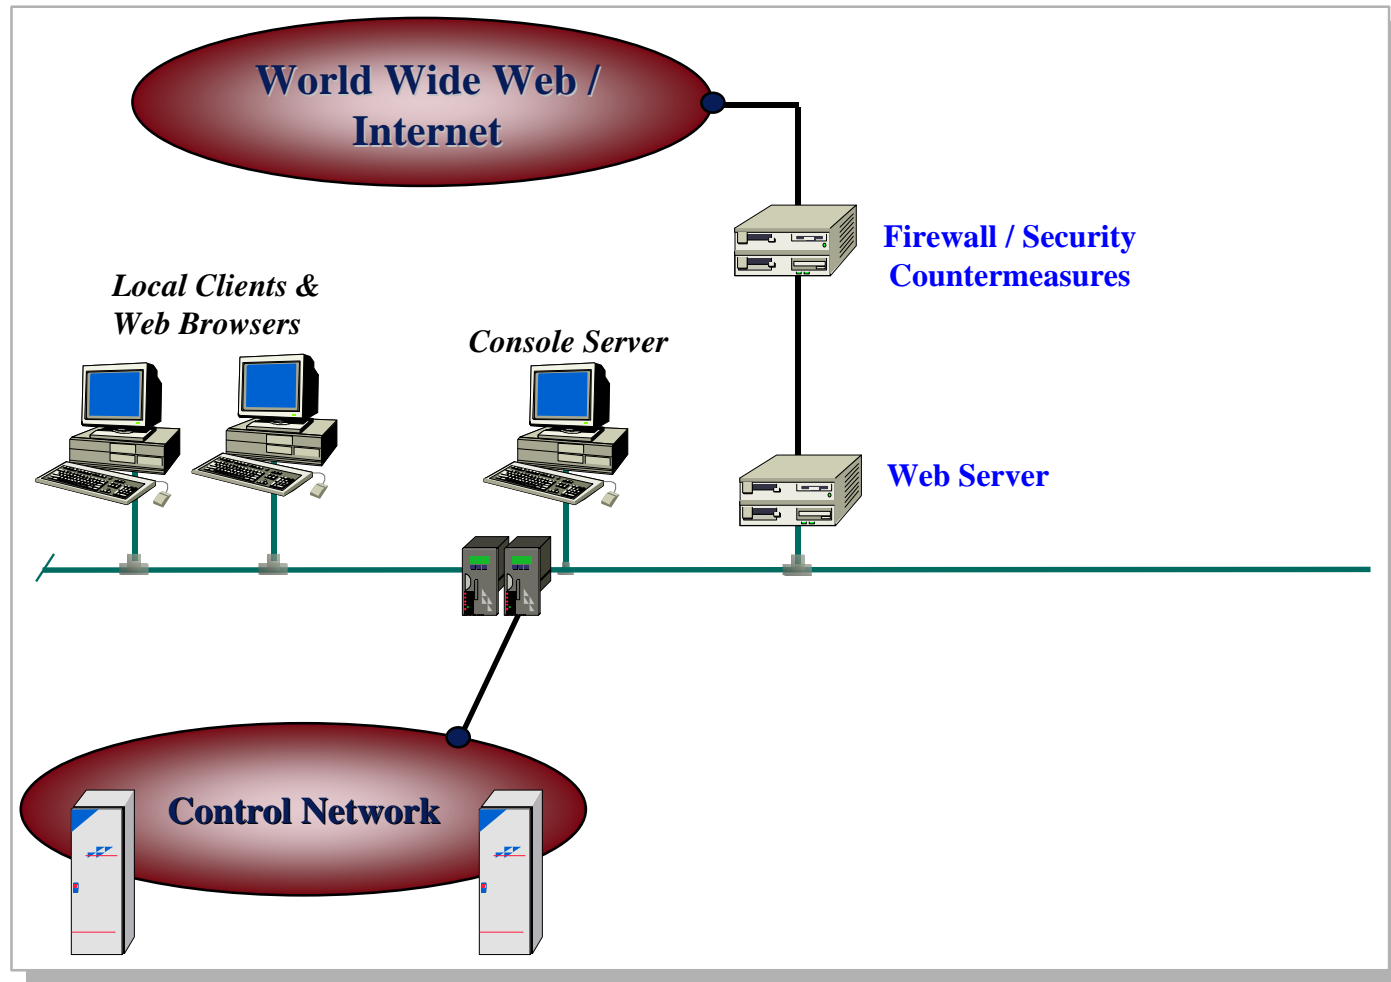 World Wide Web /
Internet
Firewall / Security
Countermeasures
Local Clients &
Web Browsers
Console Server
Web Server
Control Network